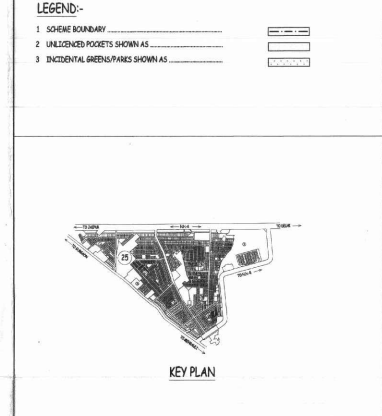 LEGEND:-
1 SCHEME BOUNDARY
2 UNLICENCED POCKETS SHOWN AS
3 INCIDENTAL GREENS/PARKS SHOWN AS
25
KEY PLAN